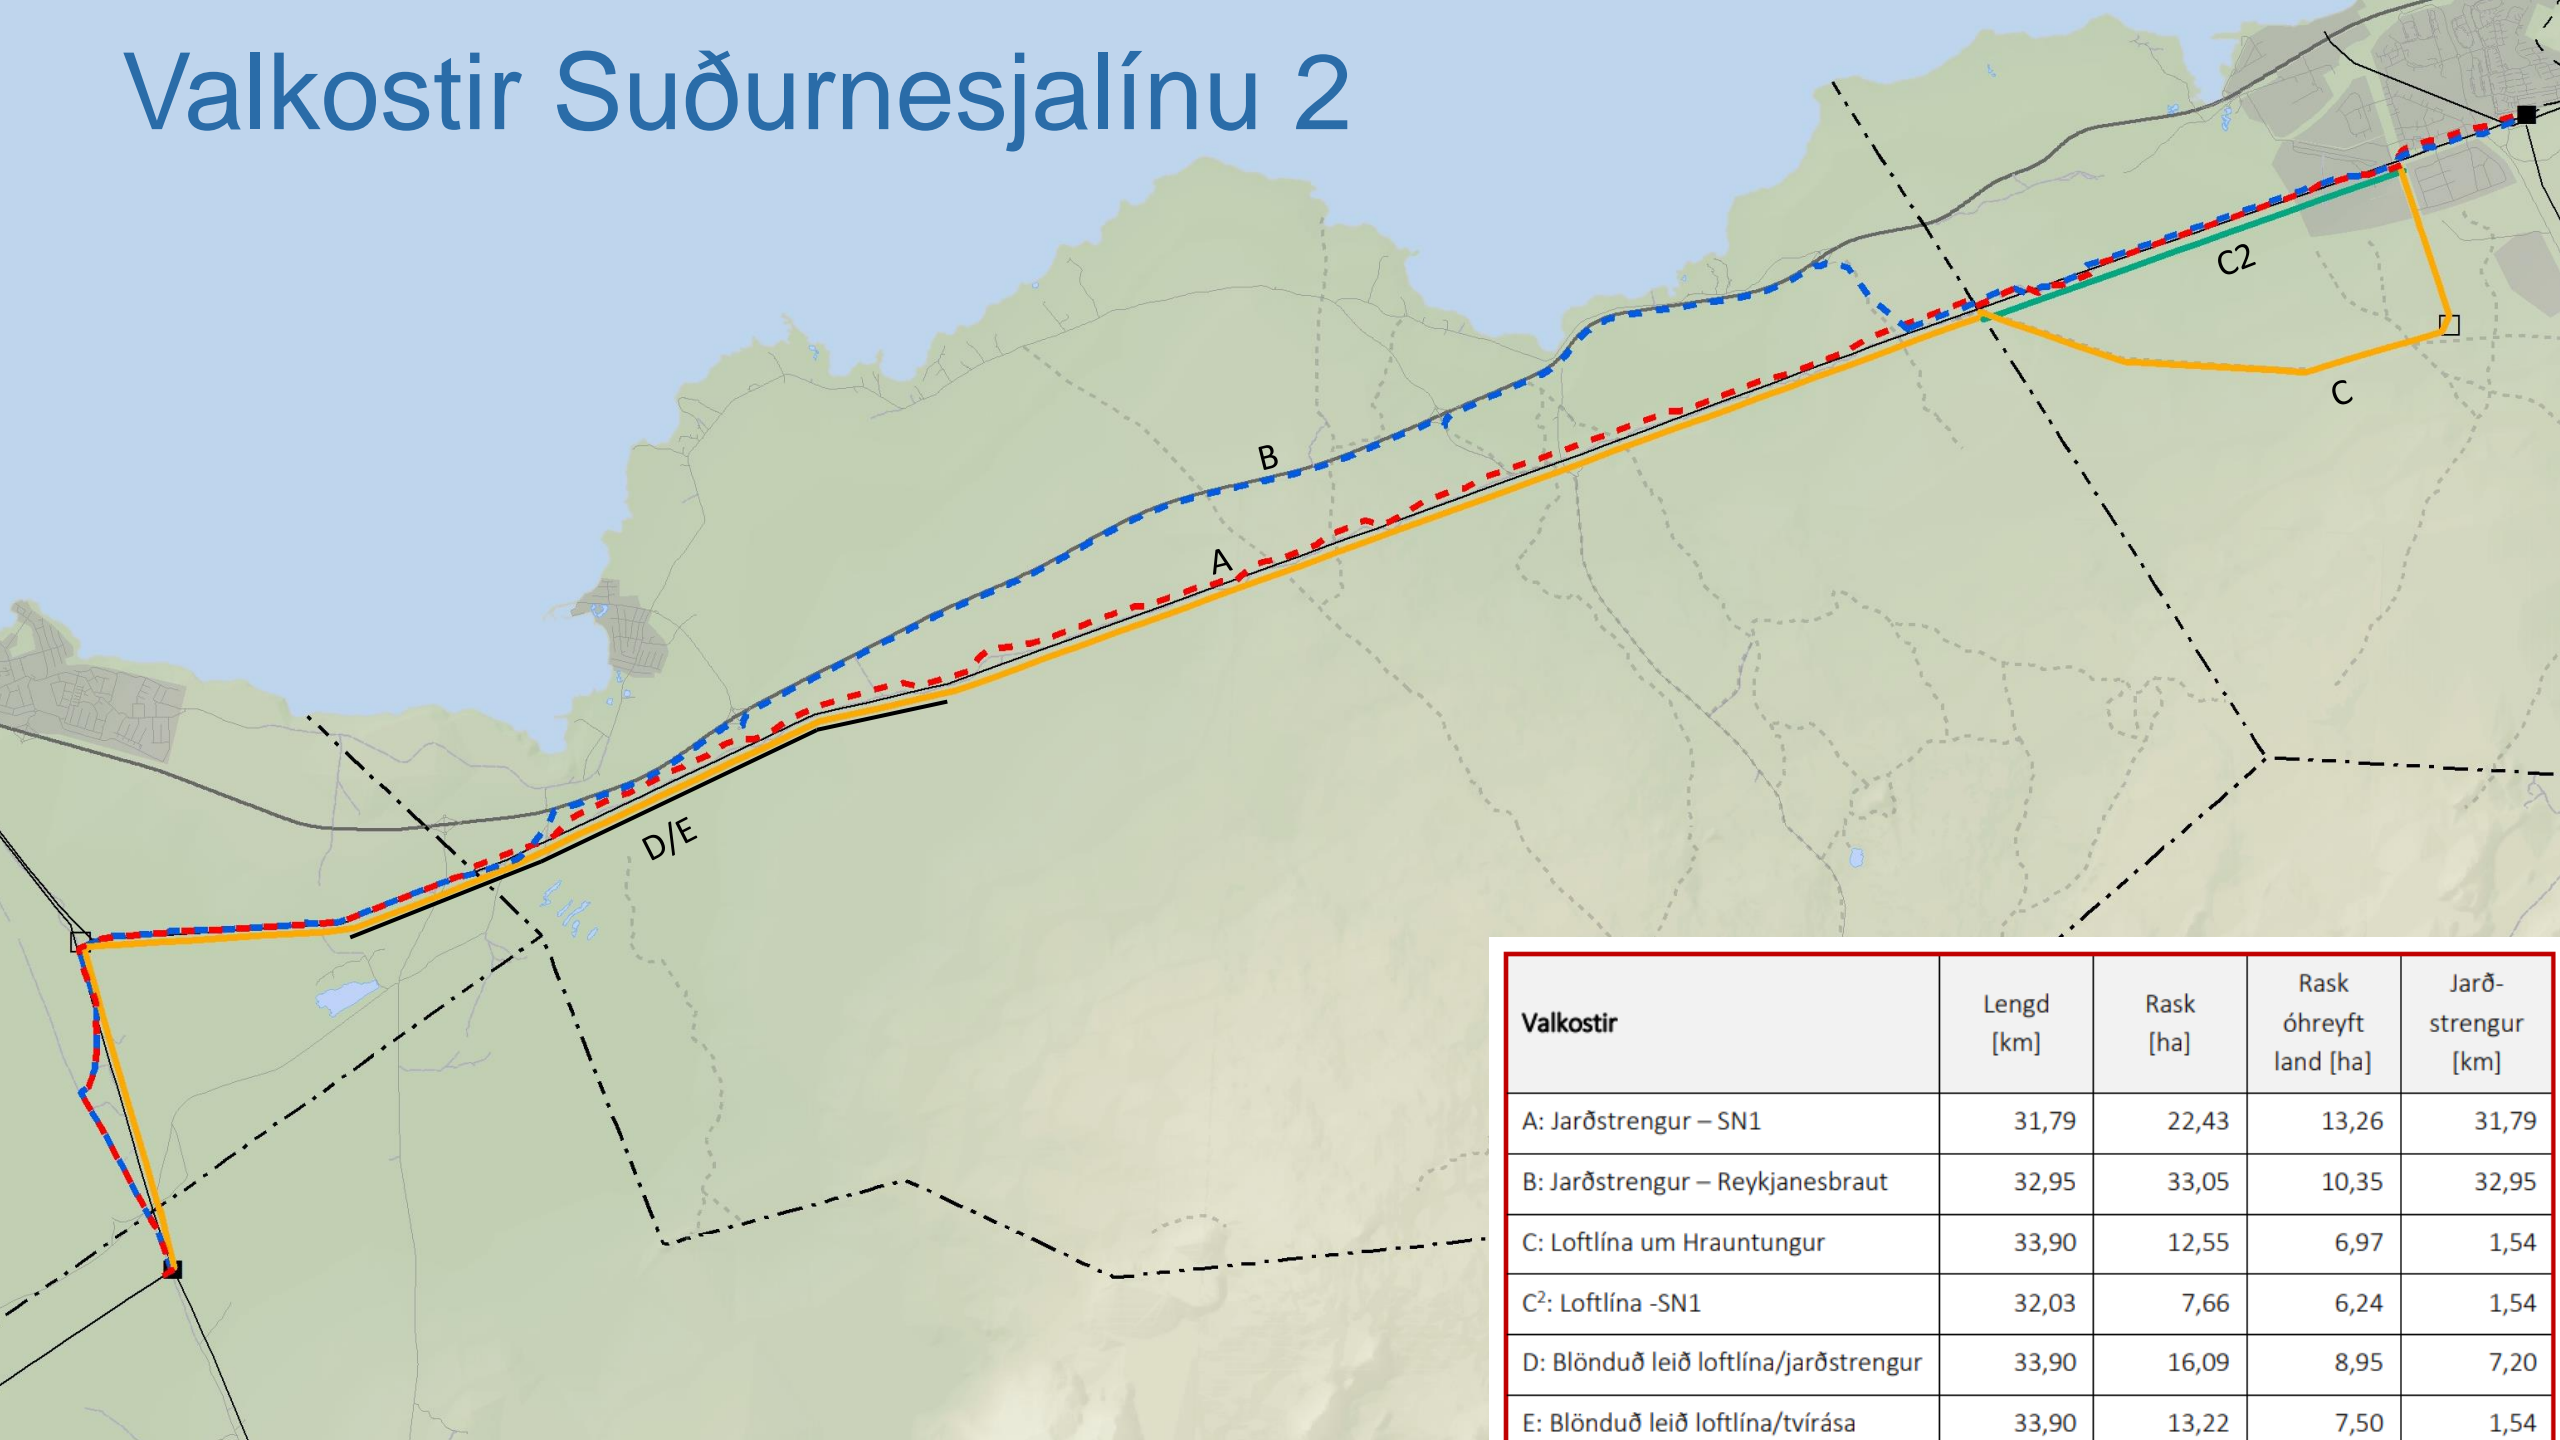 Valkostir Suðurnesjalínu 2
C2
C
B
A
D/E
Valkostir
Lengd
[km]
Rask
[ha]
Rask
óhreyft
land [ha]
Jarð-
strengur
[km]
A: Jarðstrengur – SN1 31,79 22,43 13,26 31,79
B: Jarðstrengur – Reykjanesbraut 32,95 33,05 10,35 32,95
C: Loftlína um Hrauntungur 33,90 12,55 6,97 1,54
C²: Loftlína -SN1 32,03 7,66 6,24 1,54
D: Blönduð leið loftlína/jarðstrengur 33,90 16,09 8,95 7,20
E: Blönduð leið loftlína/tvírása 33,90 13,22 7,50 1,54